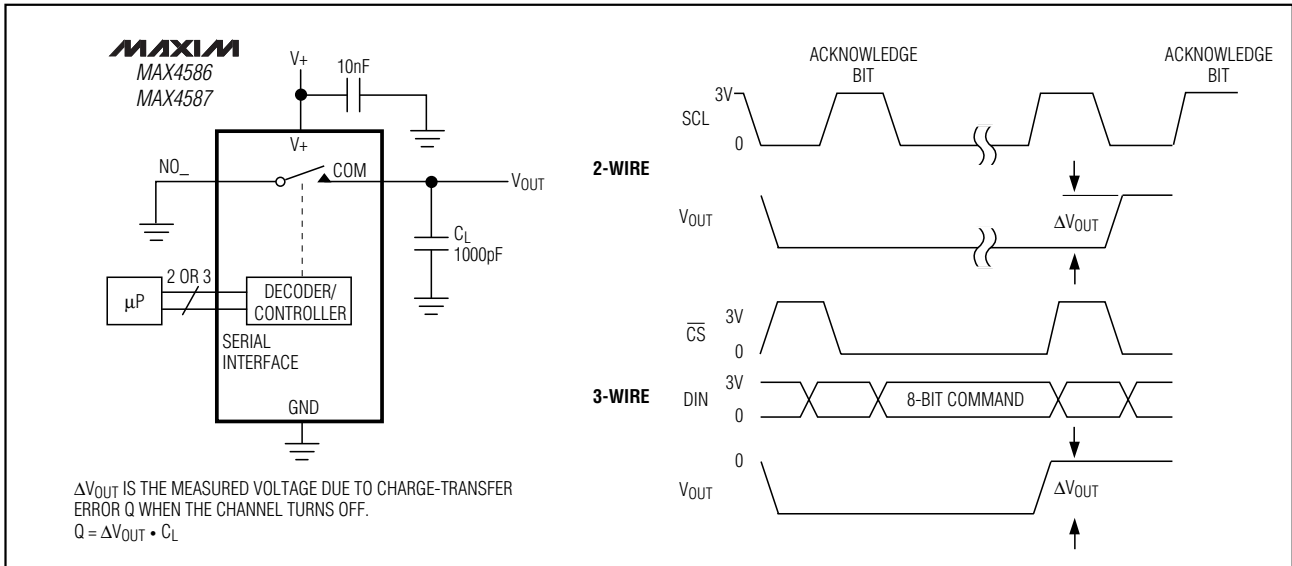 MAXIM
MAX4586
MAX4587
V+
10nF
V+
NO_
COM
VOUT
CL
1000pF
2 OR 3
μP
DECODER/
CONTROLLER
SERIAL
INTERFACE
GND
ΔVOUT IS THE MEASURED VOLTAGE DUE TO CHARGE-TRANSFER
ERROR Q WHEN THE CHANNEL TURNS OFF.
Q = ΔVOUT • CL
ACKNOWLEDGE
BIT
ACKNOWLEDGE
BIT
3V
SCL
0
2-WIRE
VOUT
ΔVOUT
3V
CS
0
3-WIRE
3V
DIN
8-BIT COMMAND
0
0
VOUT
ΔVOUT